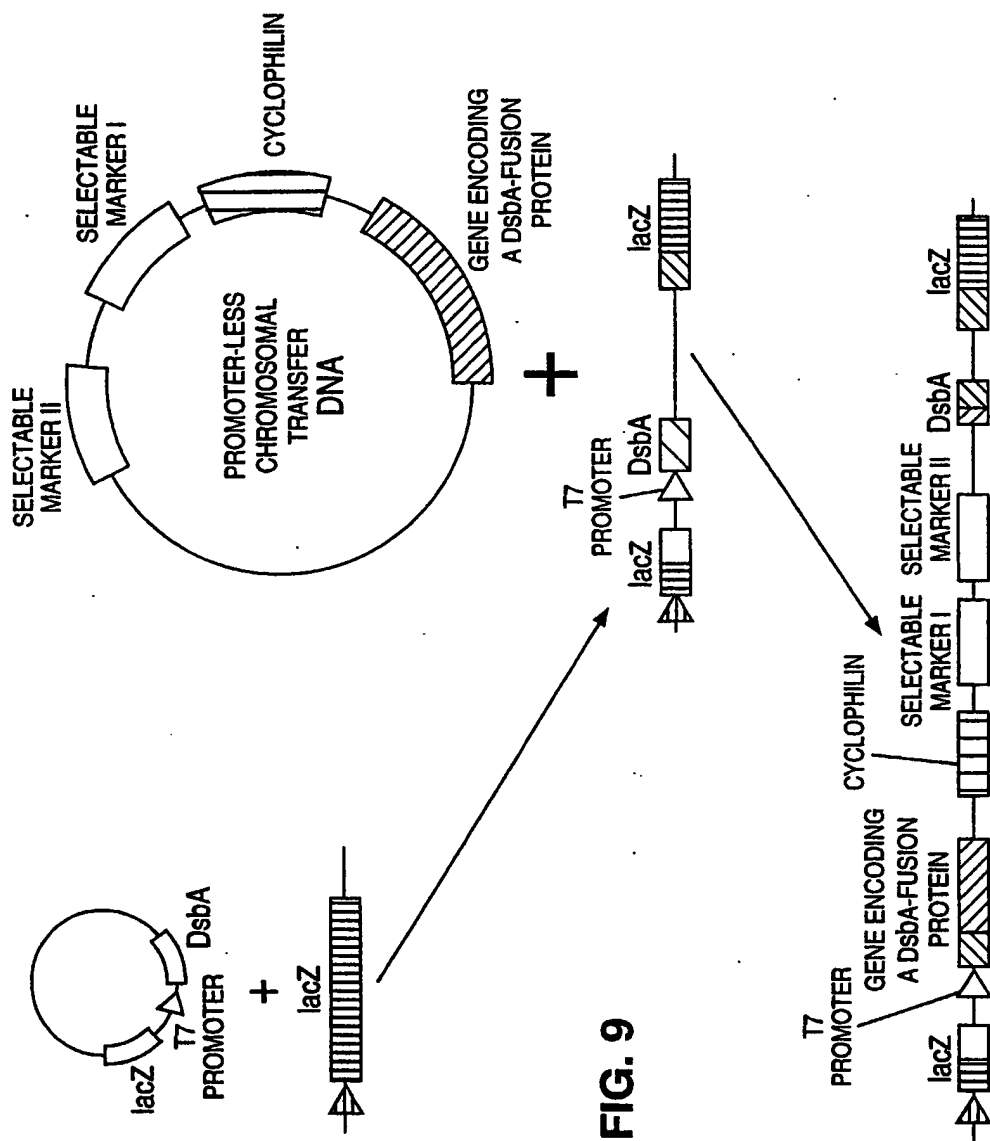 lacZ
T7
PROMOTER
DsbA
+
lacZ
SELECTABLE
MARKER II
SELECTABLE
MARKER I
CYCLOPHILIN
GENE ENCODING
A DsbA-FUSION
PROTEIN
PROMOTER-LESS
CHROMOSOMAL
TRANSFER
DNA
+
lacZ
T7
PROMOTER
DsbA
lacZ
lacZ
T7
PROMOTER
GENE ENCODING
A DsbA-FUSION
PROTEIN
CYCLOPHILIN
SELECTABLE
MARKER I
SELECTABLE
MARKER II
DsbA
lacZ
FIG. 9